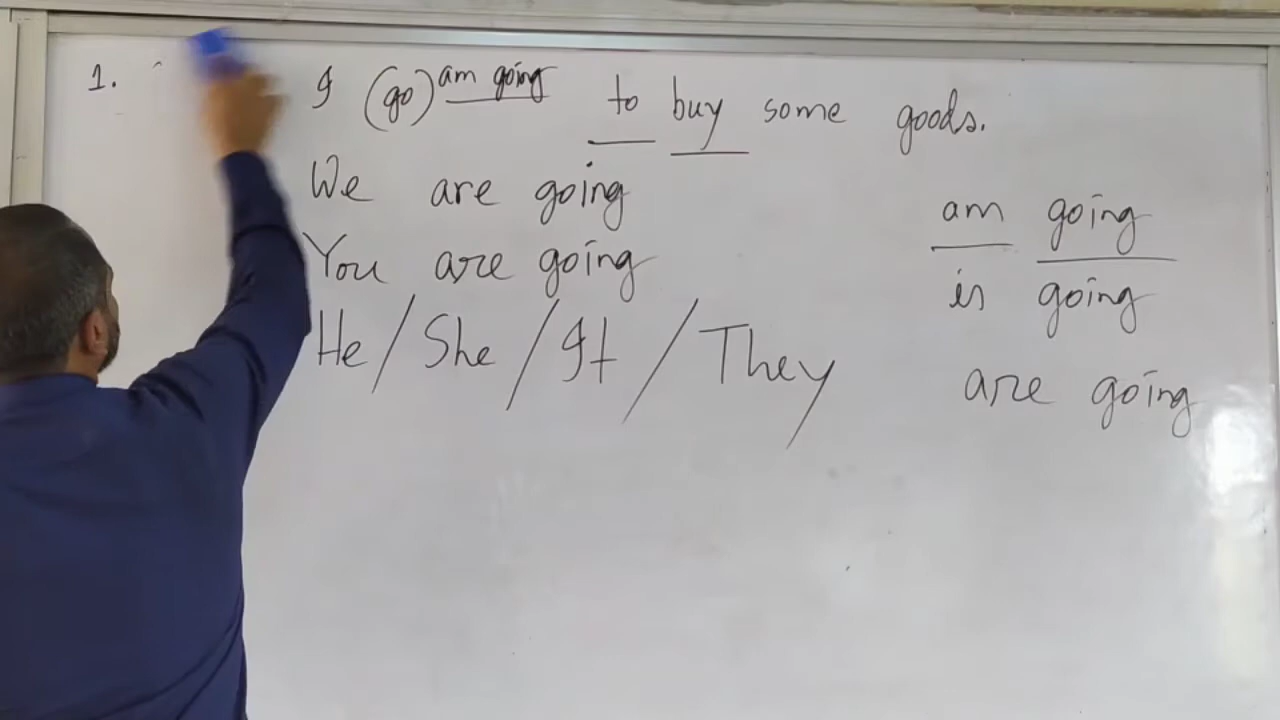 1. I (go) am going to buy some goods.
We are going
You are going
He/She/It/They
am going
is going
are going